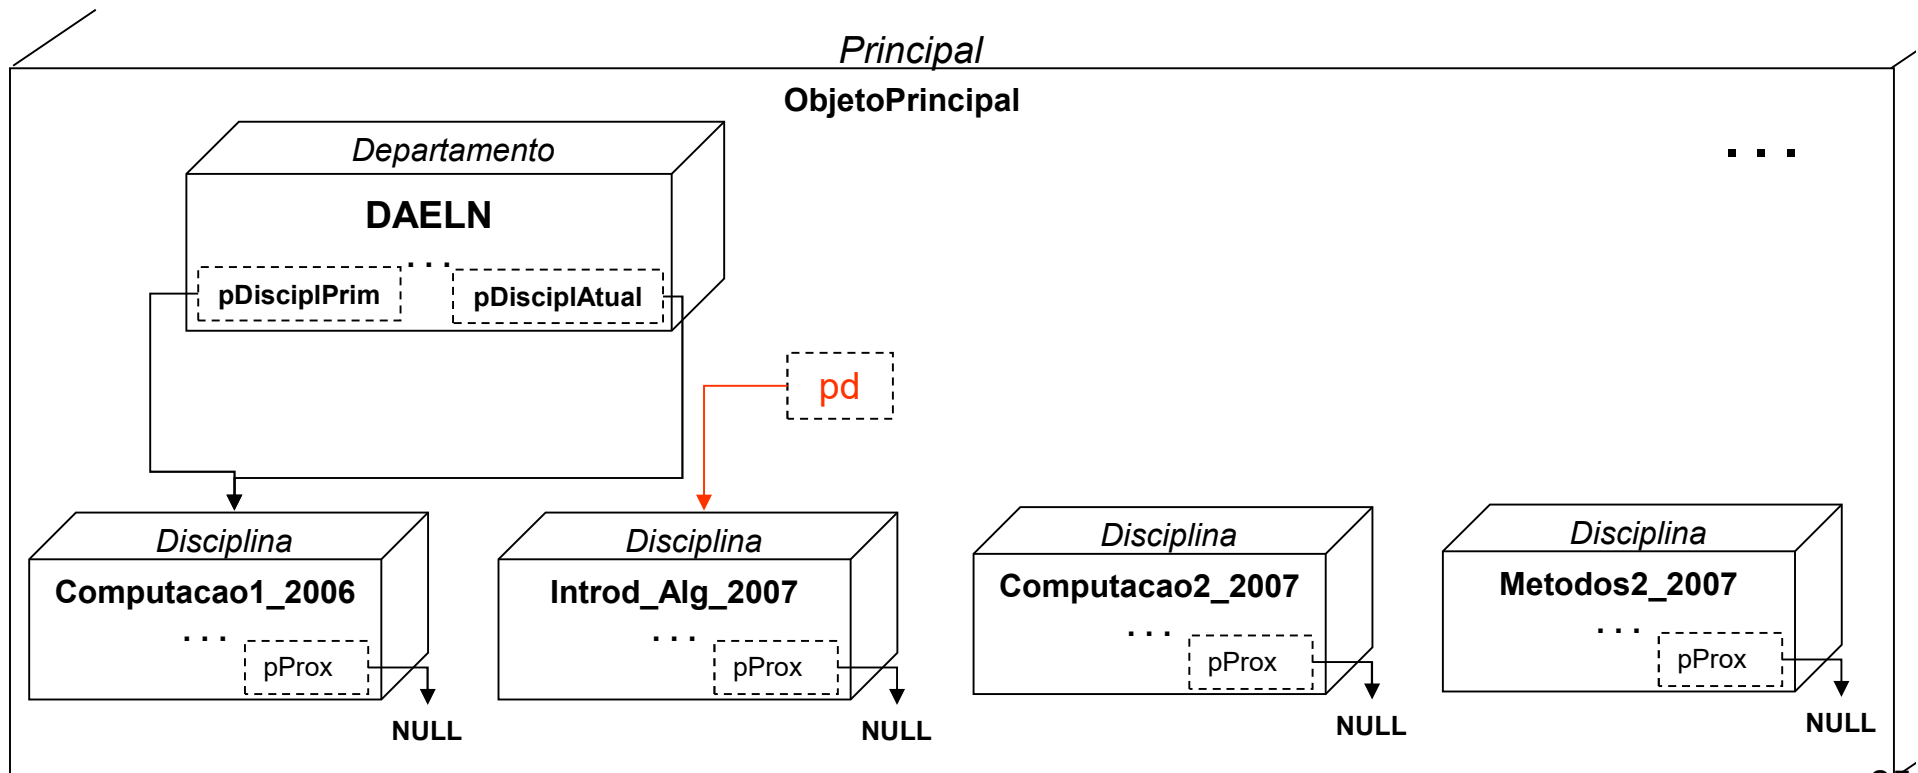 Principal
ObjetoPrincipal
Departamento
. . .
DAELN
. . .
pDisciplPrim
pDisciplAtual
pd
Disciplina
Disciplina
Disciplina
Disciplina
Computacao1_2006
Introd_Alg_2007
Computacao2_2007
Metodos2_2007
. . .
. . .
. . .
. . .
pProx
pProx
pProx
pProx
NULL
NULL
NULL
NULL